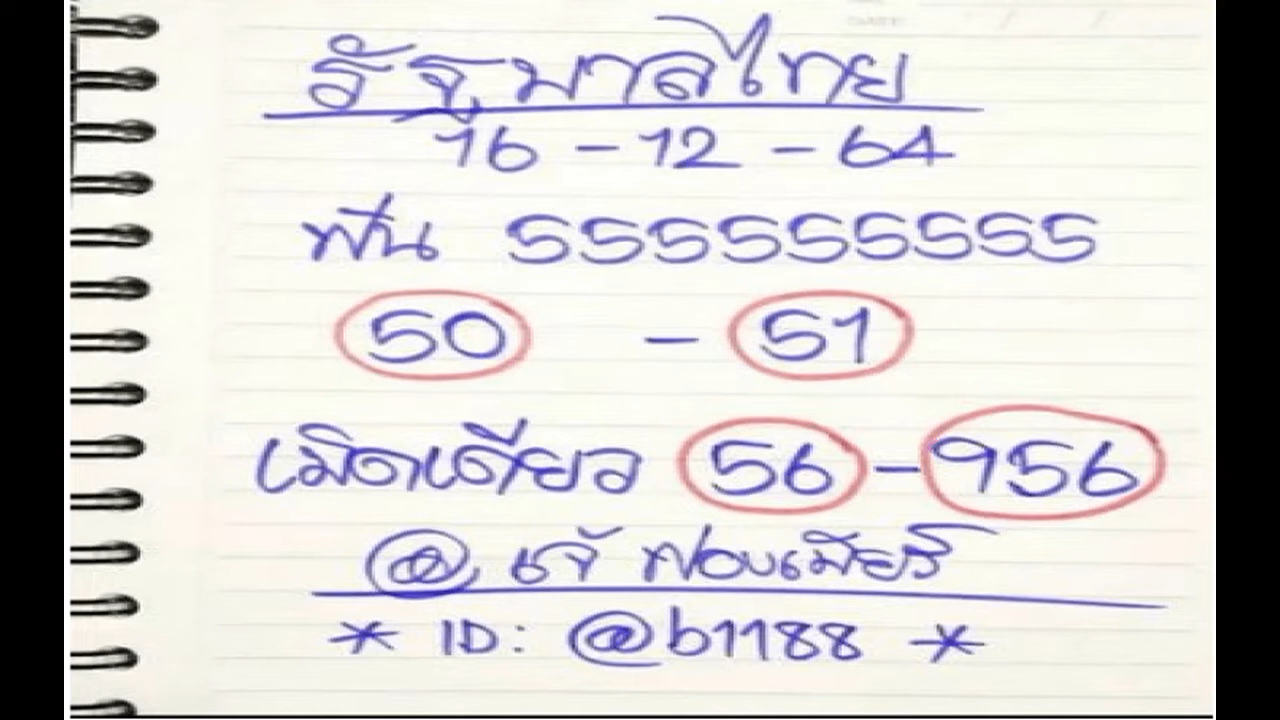 รัฐบาลไทย
16 - 12 - 64
ฟัน 5555555555
50 - 51
เม็ดเดียว 56 - 956
@ เจ๊ ฟองเบียร์
* ID: @b1188 *